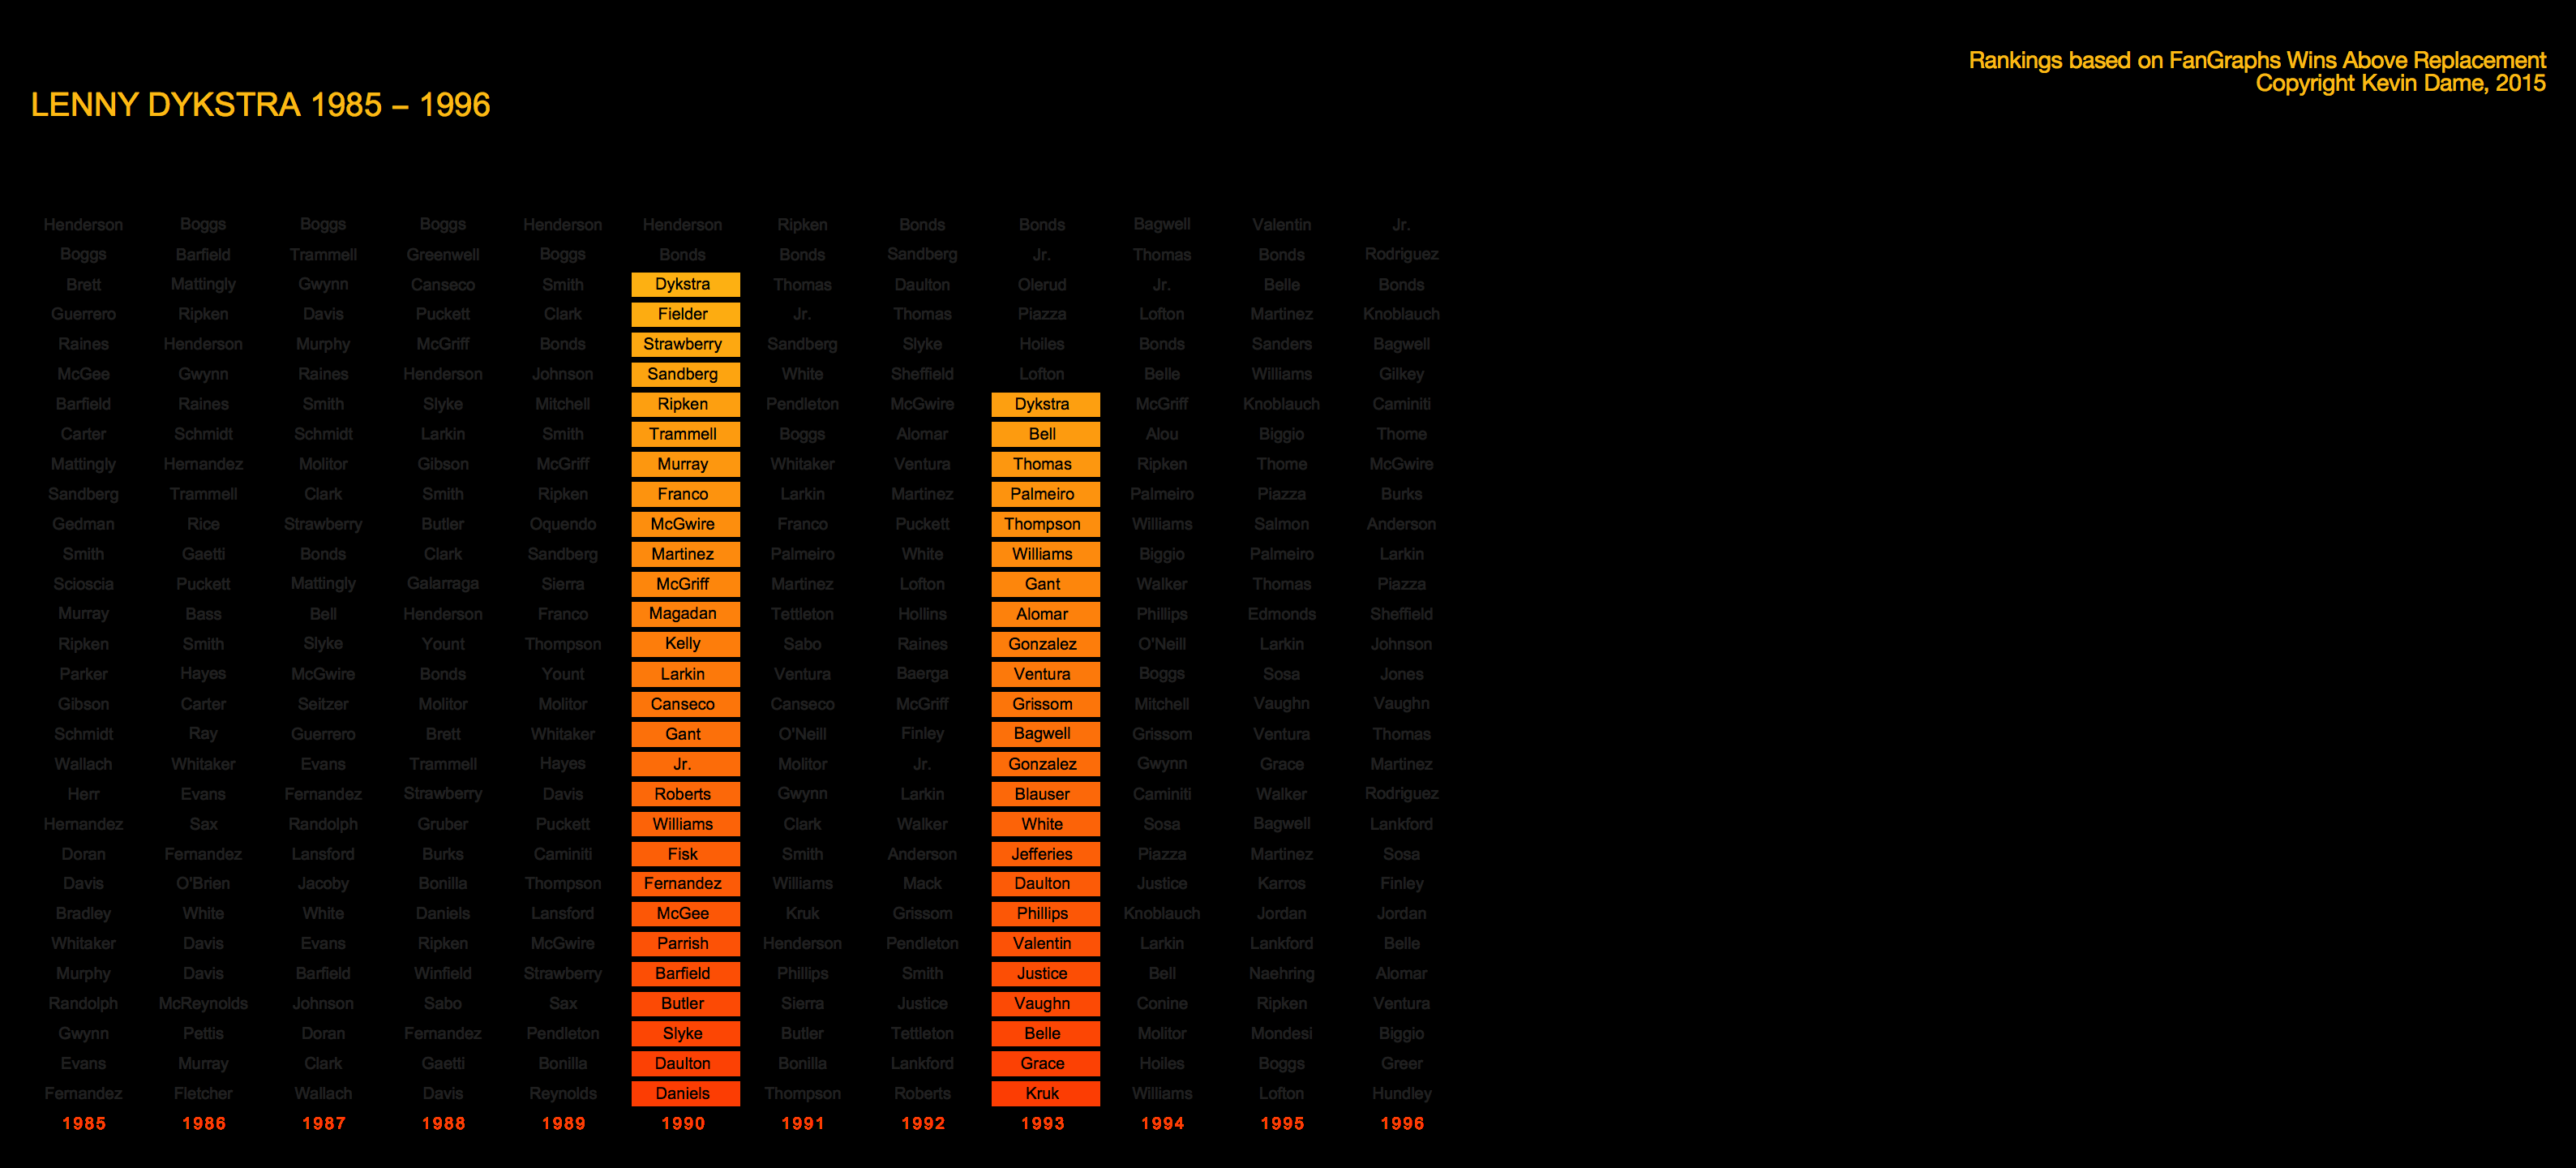 Rankings based on FanGraphs Wins Above Replacement
Copyright Kevin Dame, 2015
LENNY DYKSTRA 1985 – 1996
Henderson Boggs Boggs Boggs Henderson Henderson Ripken Bonds Bonds Bagwell Valentin Jr.
Boggs Barfield Trammell Greenwell Boggs Bonds Bonds Sandberg Jr. Thomas Bonds Rodriguez
Brett Mattingly Gwynn Canseco Smith Dykstra Thomas Daulton Olerud Jr. Belle Bonds
Guerrero Ripken Davis Puckett Clark Fielder Jr. Thomas Piazza Lofton Martinez Knoblauch
Raines Henderson Murphy McGriff Bonds Strawberry Sandberg Slyke Hoiles Bonds Sanders Bagwell
McGee Gwynn Raines Henderson Johnson Sandberg White Sheffield Lofton Belle Williams Gilkey
Barfield Raines Smith Slyke Mitchell Ripken Pendleton McGwire Dykstra McGriff Knoblauch Caminiti
Carter Schmidt Schmidt Larkin Smith Trammell Boggs Alomar Bell Alou Biggio Thome
Mattingly Hernandez Molitor Gibson McGriff Murray Whitaker Ventura Thomas Ripken Thome McGwire
Sandberg Trammell Clark Smith Ripken Franco Larkin Martinez Palmeiro Palmeiro Piazza Burks
Gedman Rice Strawberry Butler Oquendo McGwire Franco Puckett Thompson Williams Salmon Anderson
Smith Gaetti Bonds Clark Sandberg Martinez Palmeiro White Williams Biggio Palmeiro Larkin
Scioscia Puckett Mattingly Galarraga Sierra McGriff Martinez Lofton Gant Walker Thomas Piazza
Murray Bass Bell Henderson Franco Magadan Tettleton Hollins Alomar Phillips Edmonds Sheffield
Ripken Smith Slyke Yount Thompson Kelly Sabo Raines Gonzalez O'Neill Larkin Johnson
Parker Hayes McGwire Bonds Yount Larkin Ventura Baerga Ventura Boggs Sosa Jones
Gibson Carter Seitzer Molitor Molitor Canseco Canseco McGriff Grissom Mitchell Vaughn Vaughn
Schmidt Ray Guerrero Brett Whitaker Gant O'Neill Finley Bagwell Grissom Ventura Thomas
Wallach Whitaker Evans Trammell Hayes Jr. Molitor Jr. Gonzalez Gwynn Grace Martinez
Herr Evans Fernandez Strawberry Davis Roberts Gwynn Larkin Blauser Caminiti Walker Rodriguez
Hernandez Sax Randolph Gruber Puckett Williams Clark Walker White Sosa Bagwell Lankford
Doran Fernandez Lansford Burks Caminiti Fisk Smith Anderson Jefferies Piazza Martinez Sosa
Davis O'Brien Jacoby Bonilla Thompson Fernandez Williams Mack Daulton Justice Karros Finley
Bradley White White Daniels Lansford McGee Kruk Grissom Phillips Knoblauch Jordan Jordan
Whitaker Davis Evans Ripken McGwire Parrish Henderson Pendleton Valentin Larkin Lankford Belle
Murphy Davis Barfield Winfield Strawberry Barfield Phillips Smith Justice Bell Naehring Alomar
Randolph McReynolds Johnson Sabo Sax Butler Sierra Justice Vaughn Conine Ripken Ventura
Gwynn Pettis Doran Fernandez Pendleton Slyke Butler Tettleton Belle Molitor Mondesi Biggio
Evans Murray Clark Gaetti Bonilla Daulton Bonilla Lankford Grace Hoiles Boggs Greer
Fernandez Fletcher Wallach Davis Reynolds Daniels Thompson Roberts Kruk Williams Lofton Hundley
1985 1986 1987 1988 1989 1990 1991 1992 1993 1994 1995 1996